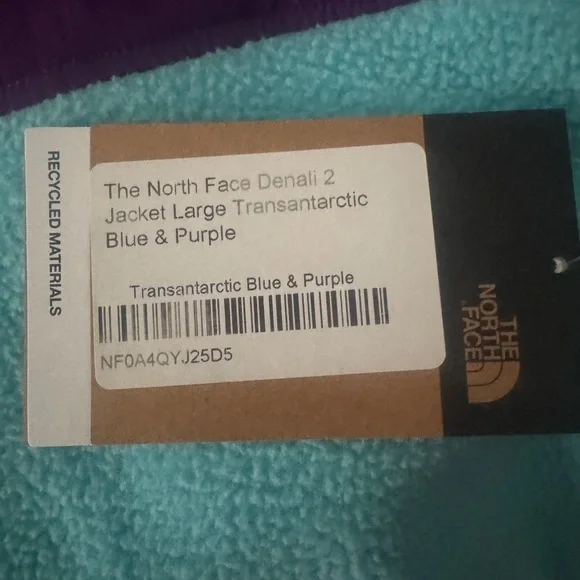 RECYCLED MATERIALS
The North Face Denali 2
Jacket Large Transantarctic
Blue & Purple
Transantarctic Blue & Purple
NF0A4QYJ25D5
THE
NORTH
FACE